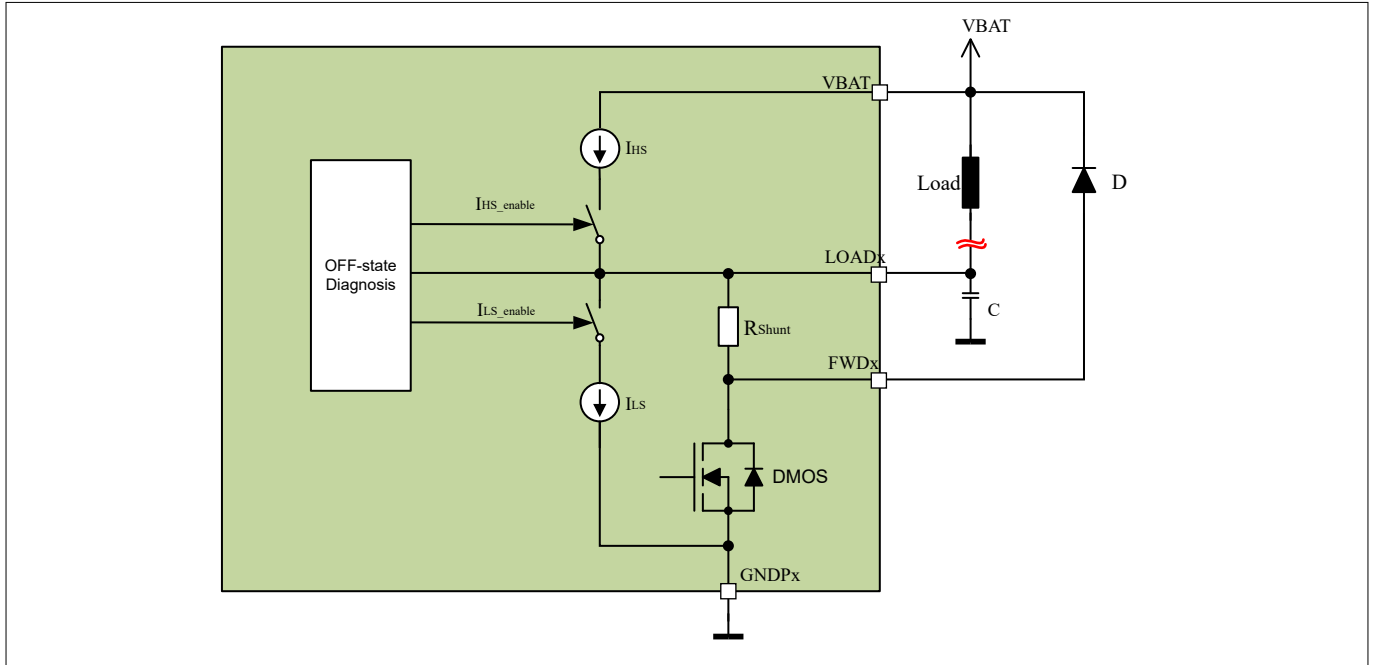 VBAT
VBAT
IHS
Load
D
IHS_enable
LOADx
OFF-state
Diagnosis
ILS_enable
C
RShunt
FWDx
ILS
DMOS
GNDPx